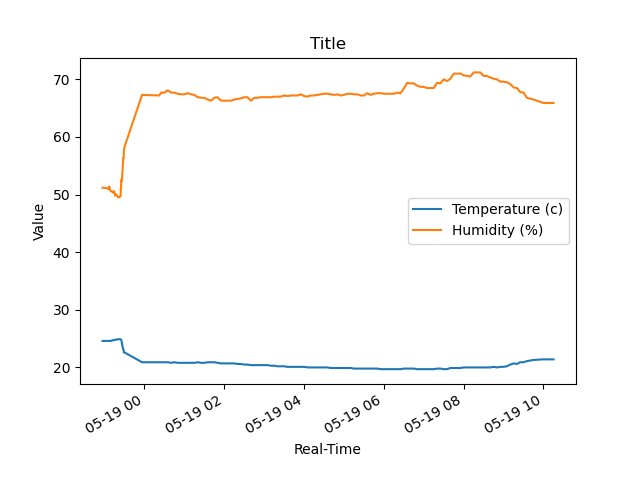 Title
70
60
50
40
30
20
Value
Temperature (c)
Humidity (%)
05-19 00
05-19 02
05-19 04
05-19 06
05-19 08
05-19 10
Real-Time